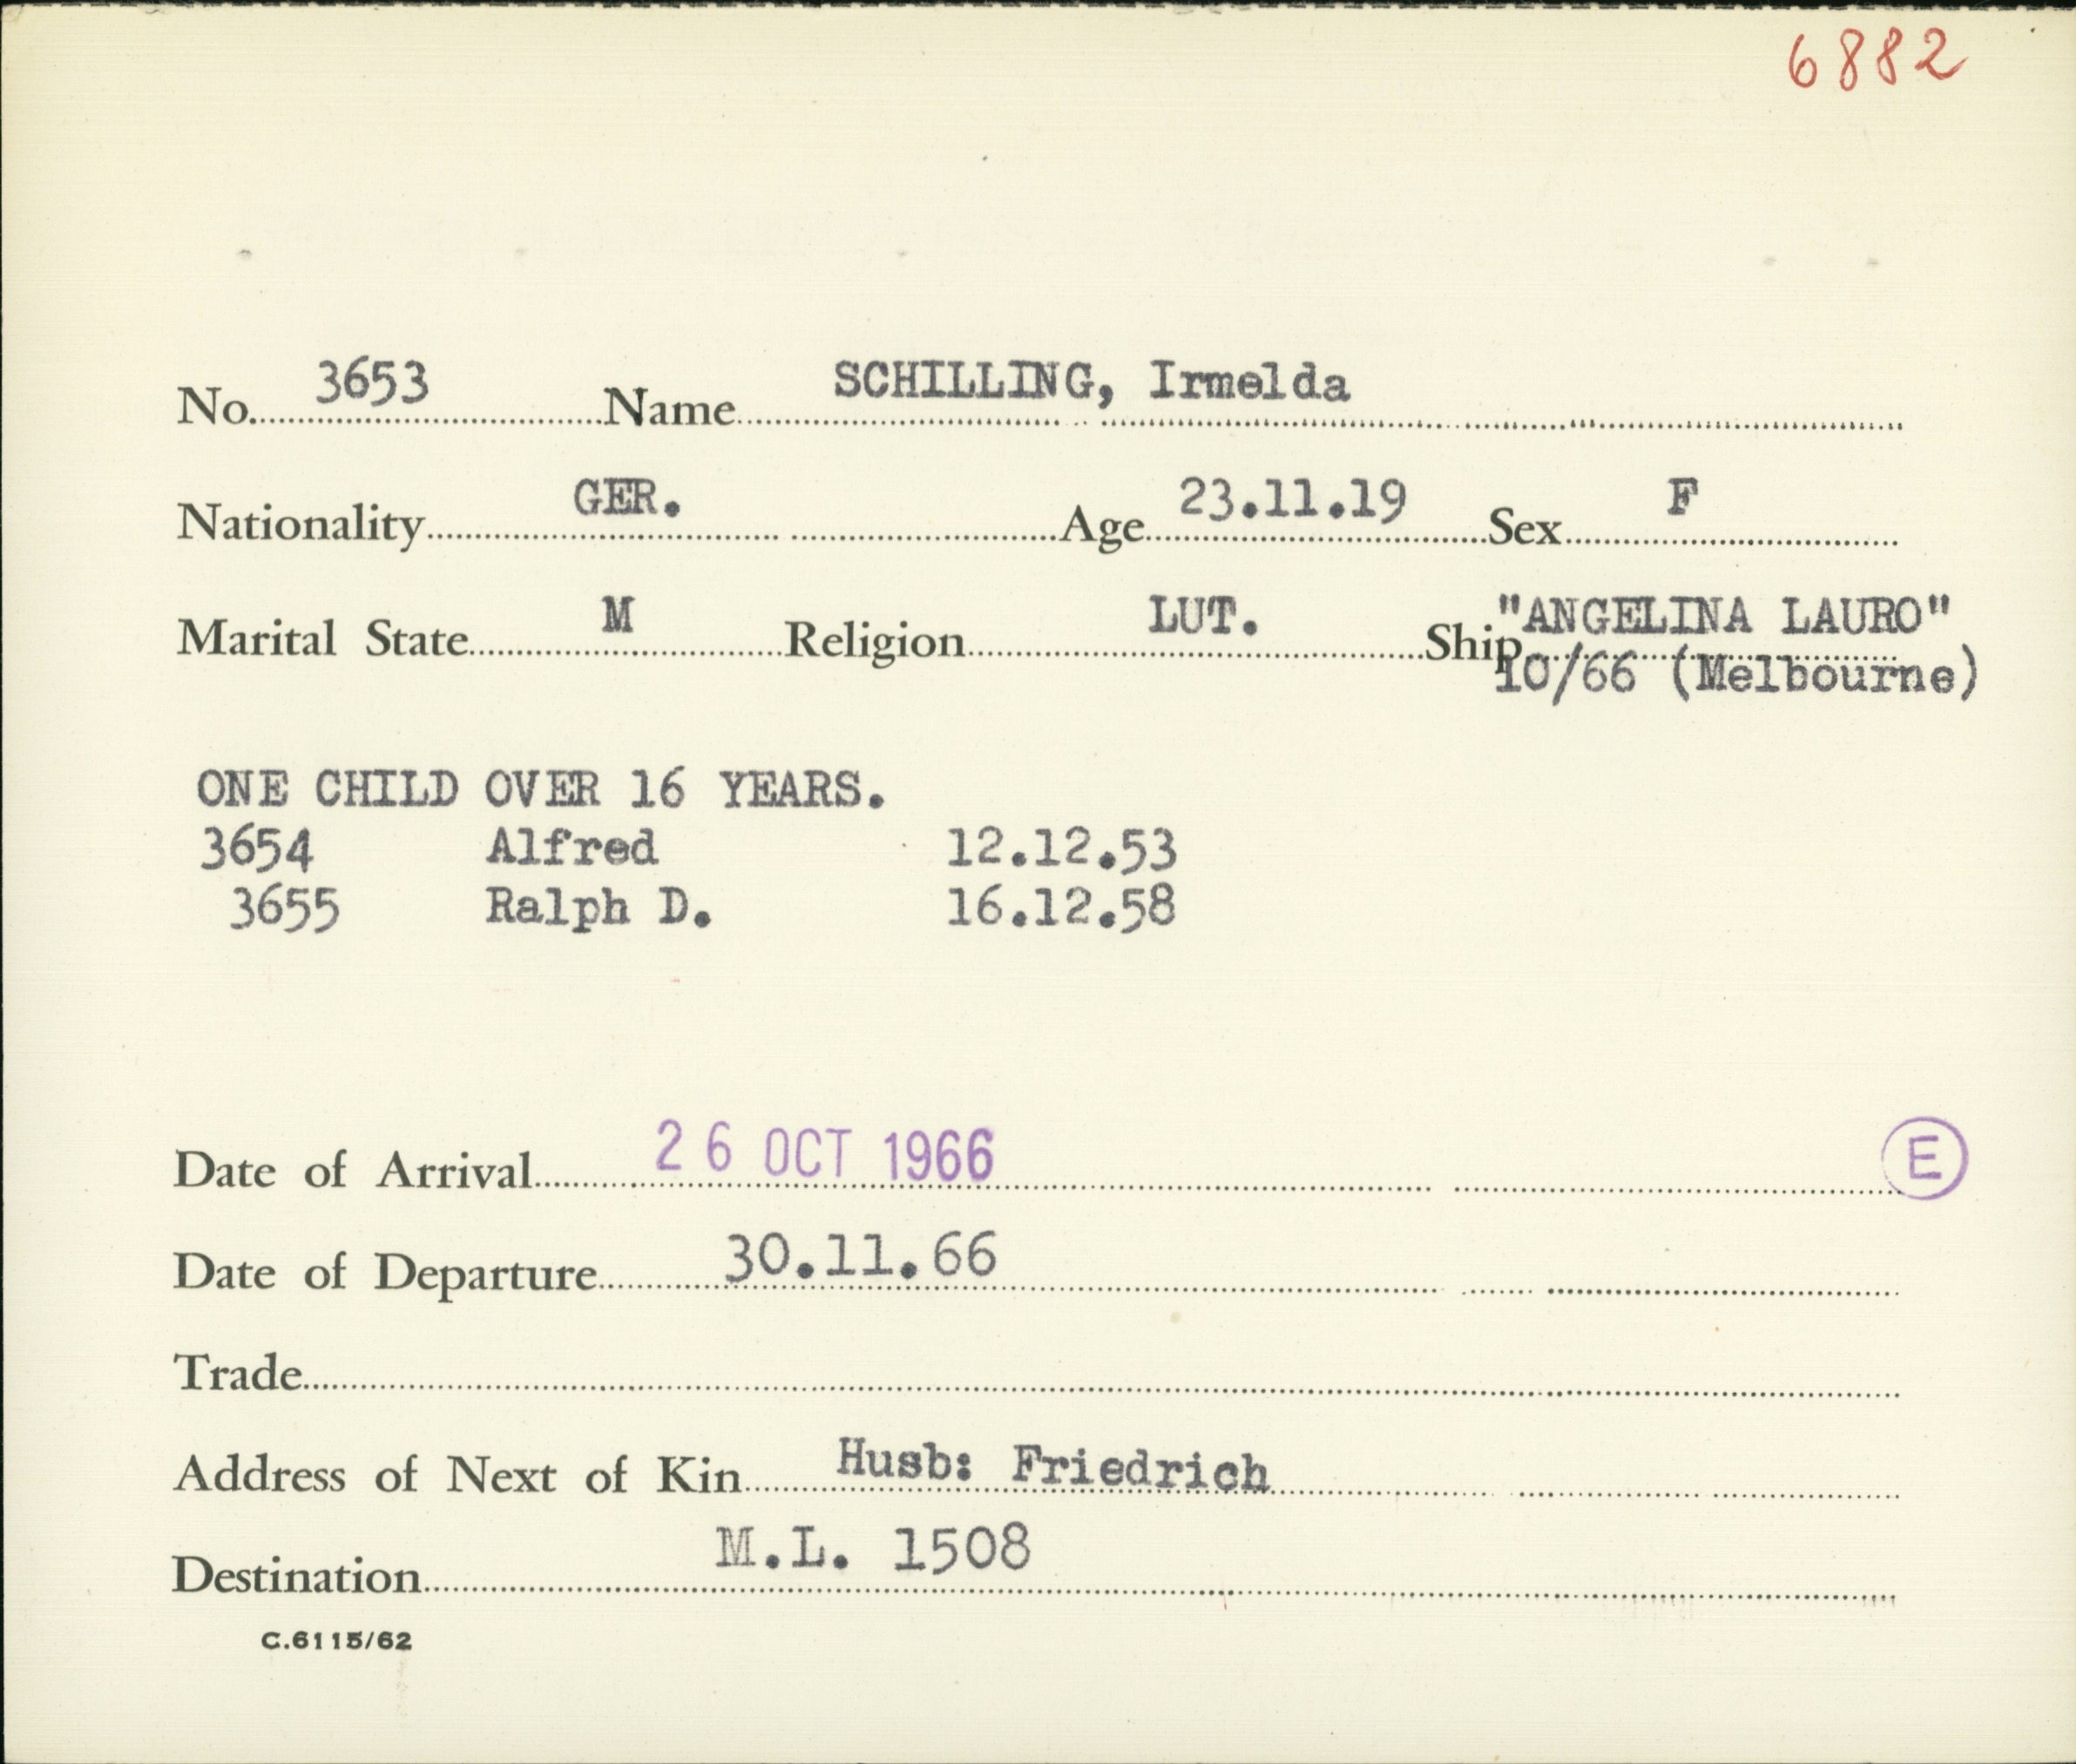 6882
No. 3653 Name SCHILLING, Irmelda
Nationality GER. Age 23.11.19 Sex F
Marital State M Religion LUT. Ship "ANGELINA LAURO"
10/66 (Melbourne)
ONE CHILD OVER 16 YEARS.
3654 Alfred 12.12.53
3655 Ralph D. 16.12.58
Date of Arrival 26 OCT 1966 E
Date of Departure 30.11.66
Trade
Address of Next of Kin Husb: Friedrich
Destination M.L. 1508
C.6115/62